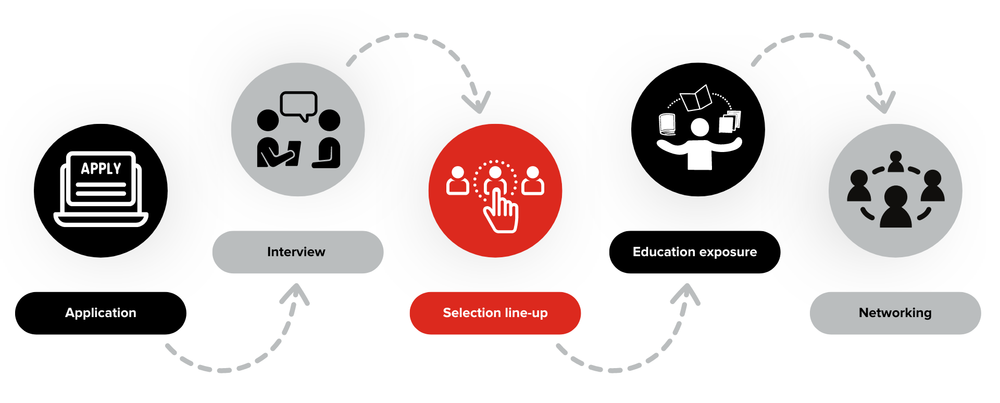 APPLY
Application
Interview
Selection line-up
Education exposure
Networking